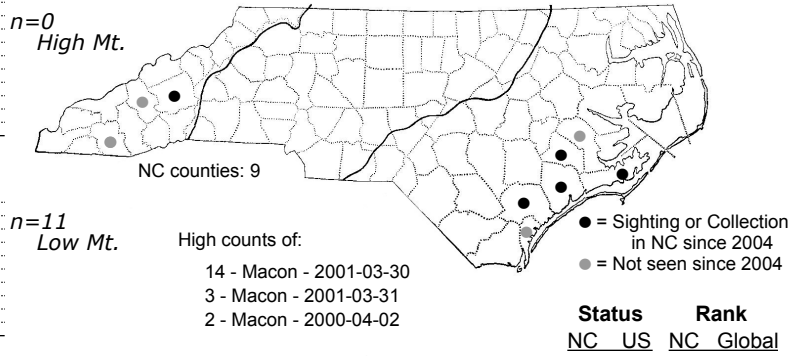 n=0
High Mt.
NC counties: 9
n=11
Low Mt.
High counts of:
14 - Macon - 2001-03-30
3 - Macon - 2001-03-31
2 - Macon - 2000-04-02
= Sighting or Collection
in NC since 2004
= Not seen since 2004
Status Rank
NC US NC Global